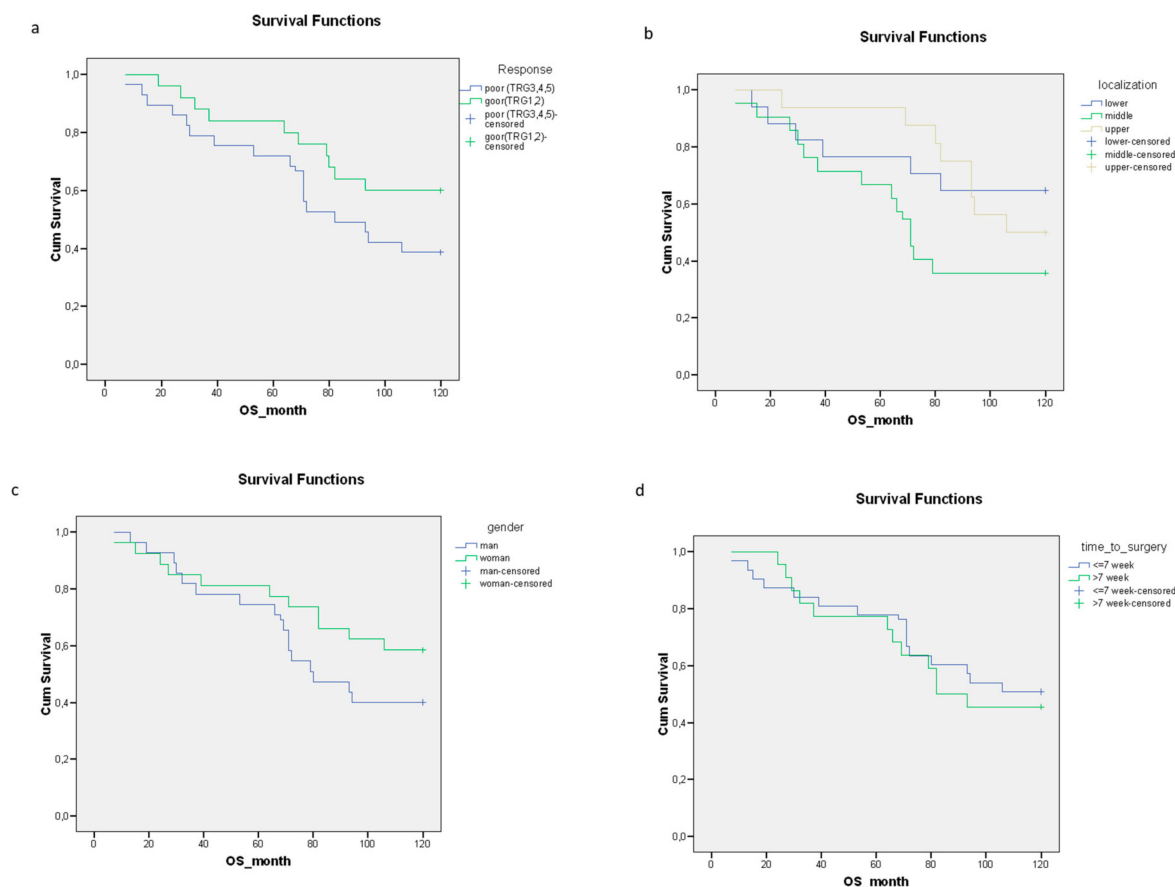 a
Survival Functions
Response
poor (TRG3,4,5)
goor(TRG1,2)
poor (TRG3,4,5)-
censored
goor(TRG1,2)-
censored
1,0
0,8
0,6
0,4
0,2
0,0
Cum Survival
0 20 40 60 80 100 120
OS_month
b
Survival Functions
localization
lower
middle
upper
lower-censored
middle-censored
upper-censored
1,0
0,8
0,6
0,4
0,2
0,0
Cum Survival
0 20 40 60 80 100 120
OS_month
c
Survival Functions
gender
man
woman
man-censored
woman-censored
1,0
0,8
0,6
0,4
0,2
0,0
Cum Survival
0 20 40 60 80 100 120
OS_month
d
Survival Functions
time_to_surgery
<=7 week
>7 week
<=7 week-censored
>7 week-censored
1,0
0,8
0,6
0,4
0,2
0,0
Cum Survival
0 20 40 60 80 100 120
OS_month